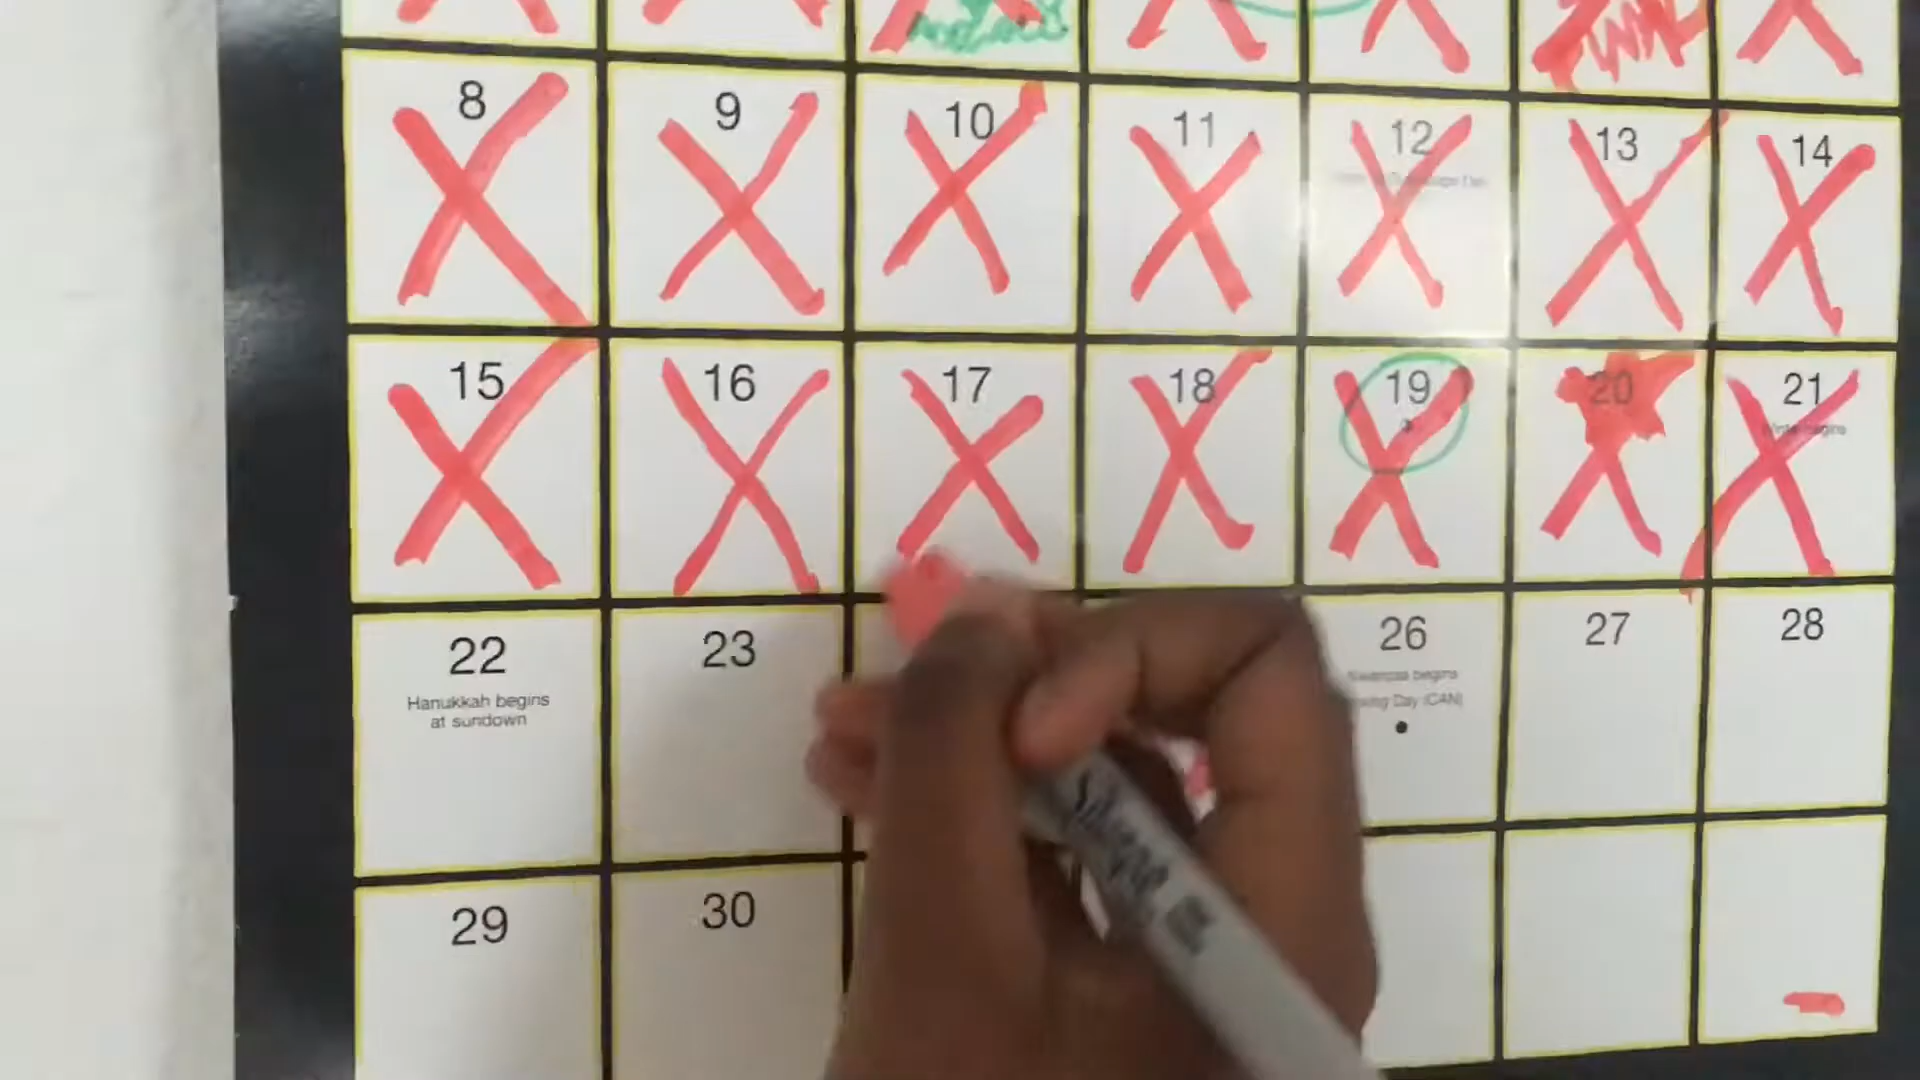 8 9 10 11 12 13 14
15 16 17 18 19 20 21
begins
22 23 26 27 28
Hanukkah begins
at sundown
Kwanzaa begins
Day (CAN)
29 30
Sharpie